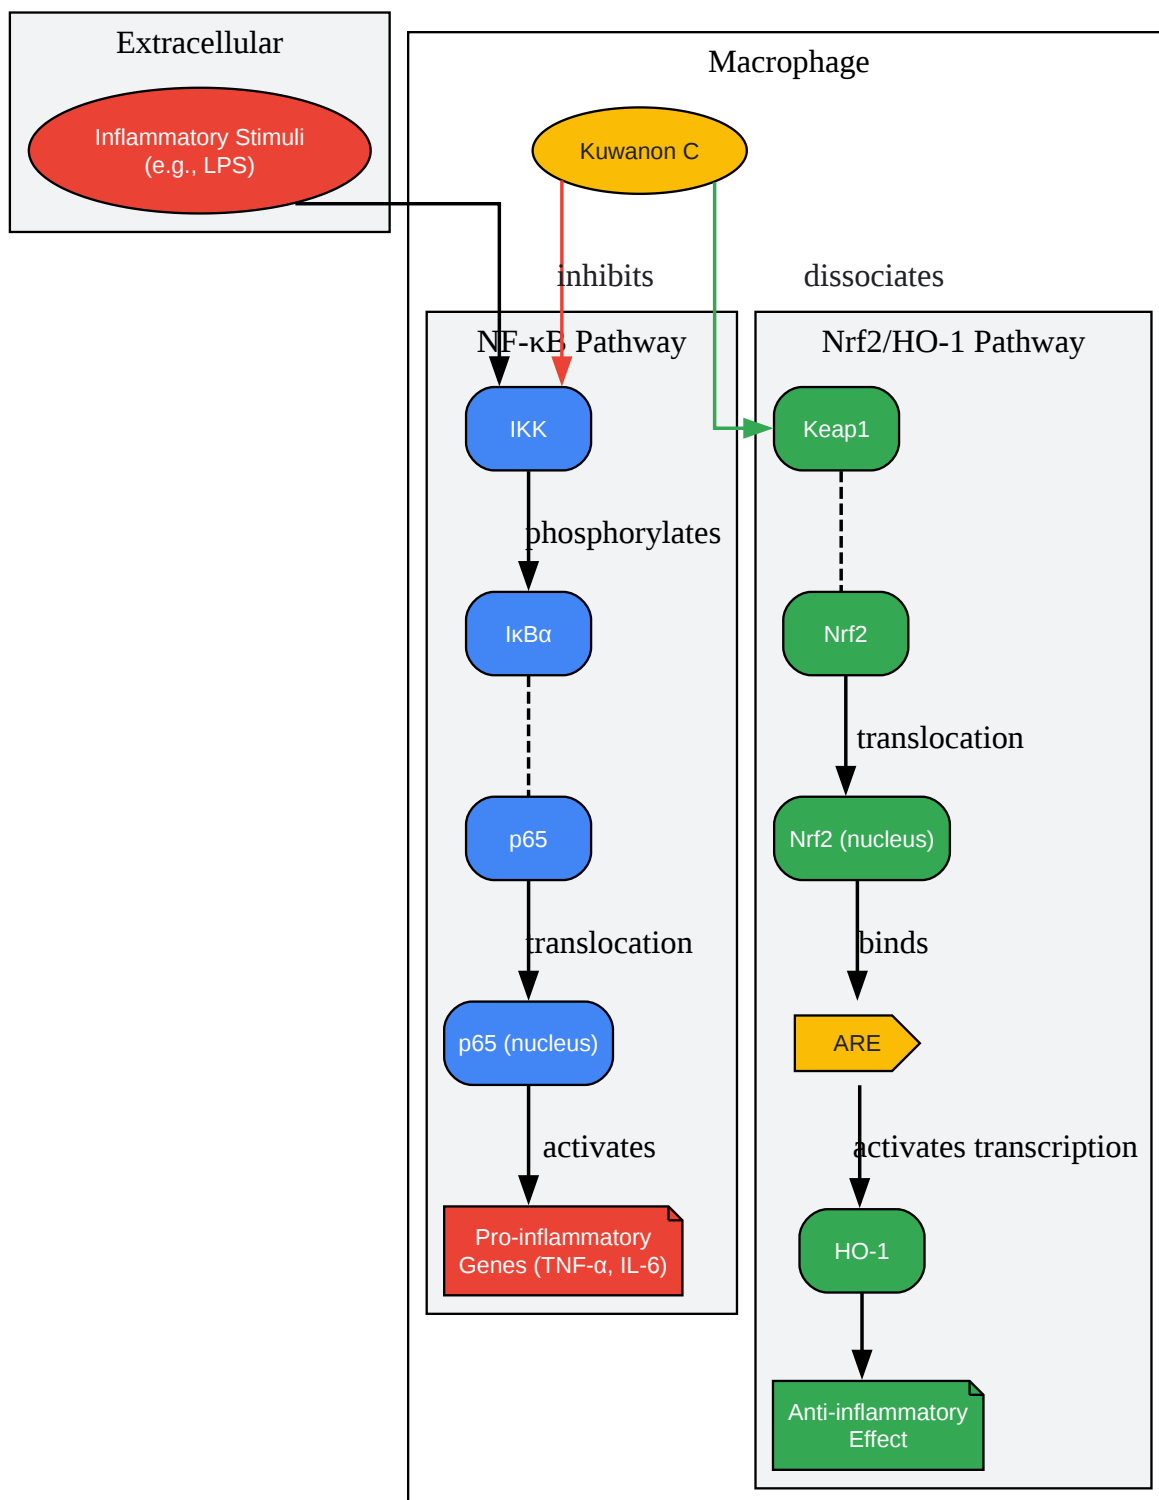 Extracellular
Inflammatory Stimuli
(e.g., LPS)
Macrophage
Kuwanon C
inhibits
dissociates
NF-κB Pathway
IKK
phosphorylates
IκBα
p65
translocation
p65 (nucleus)
activates
Pro-inflammatory
Genes (TNF-α, IL-6)
Nrf2/HO-1 Pathway
Keap1
Nrf2
translocation
Nrf2 (nucleus)
binds
ARE
activates transcription
HO-1
Anti-inflammatory
Effect